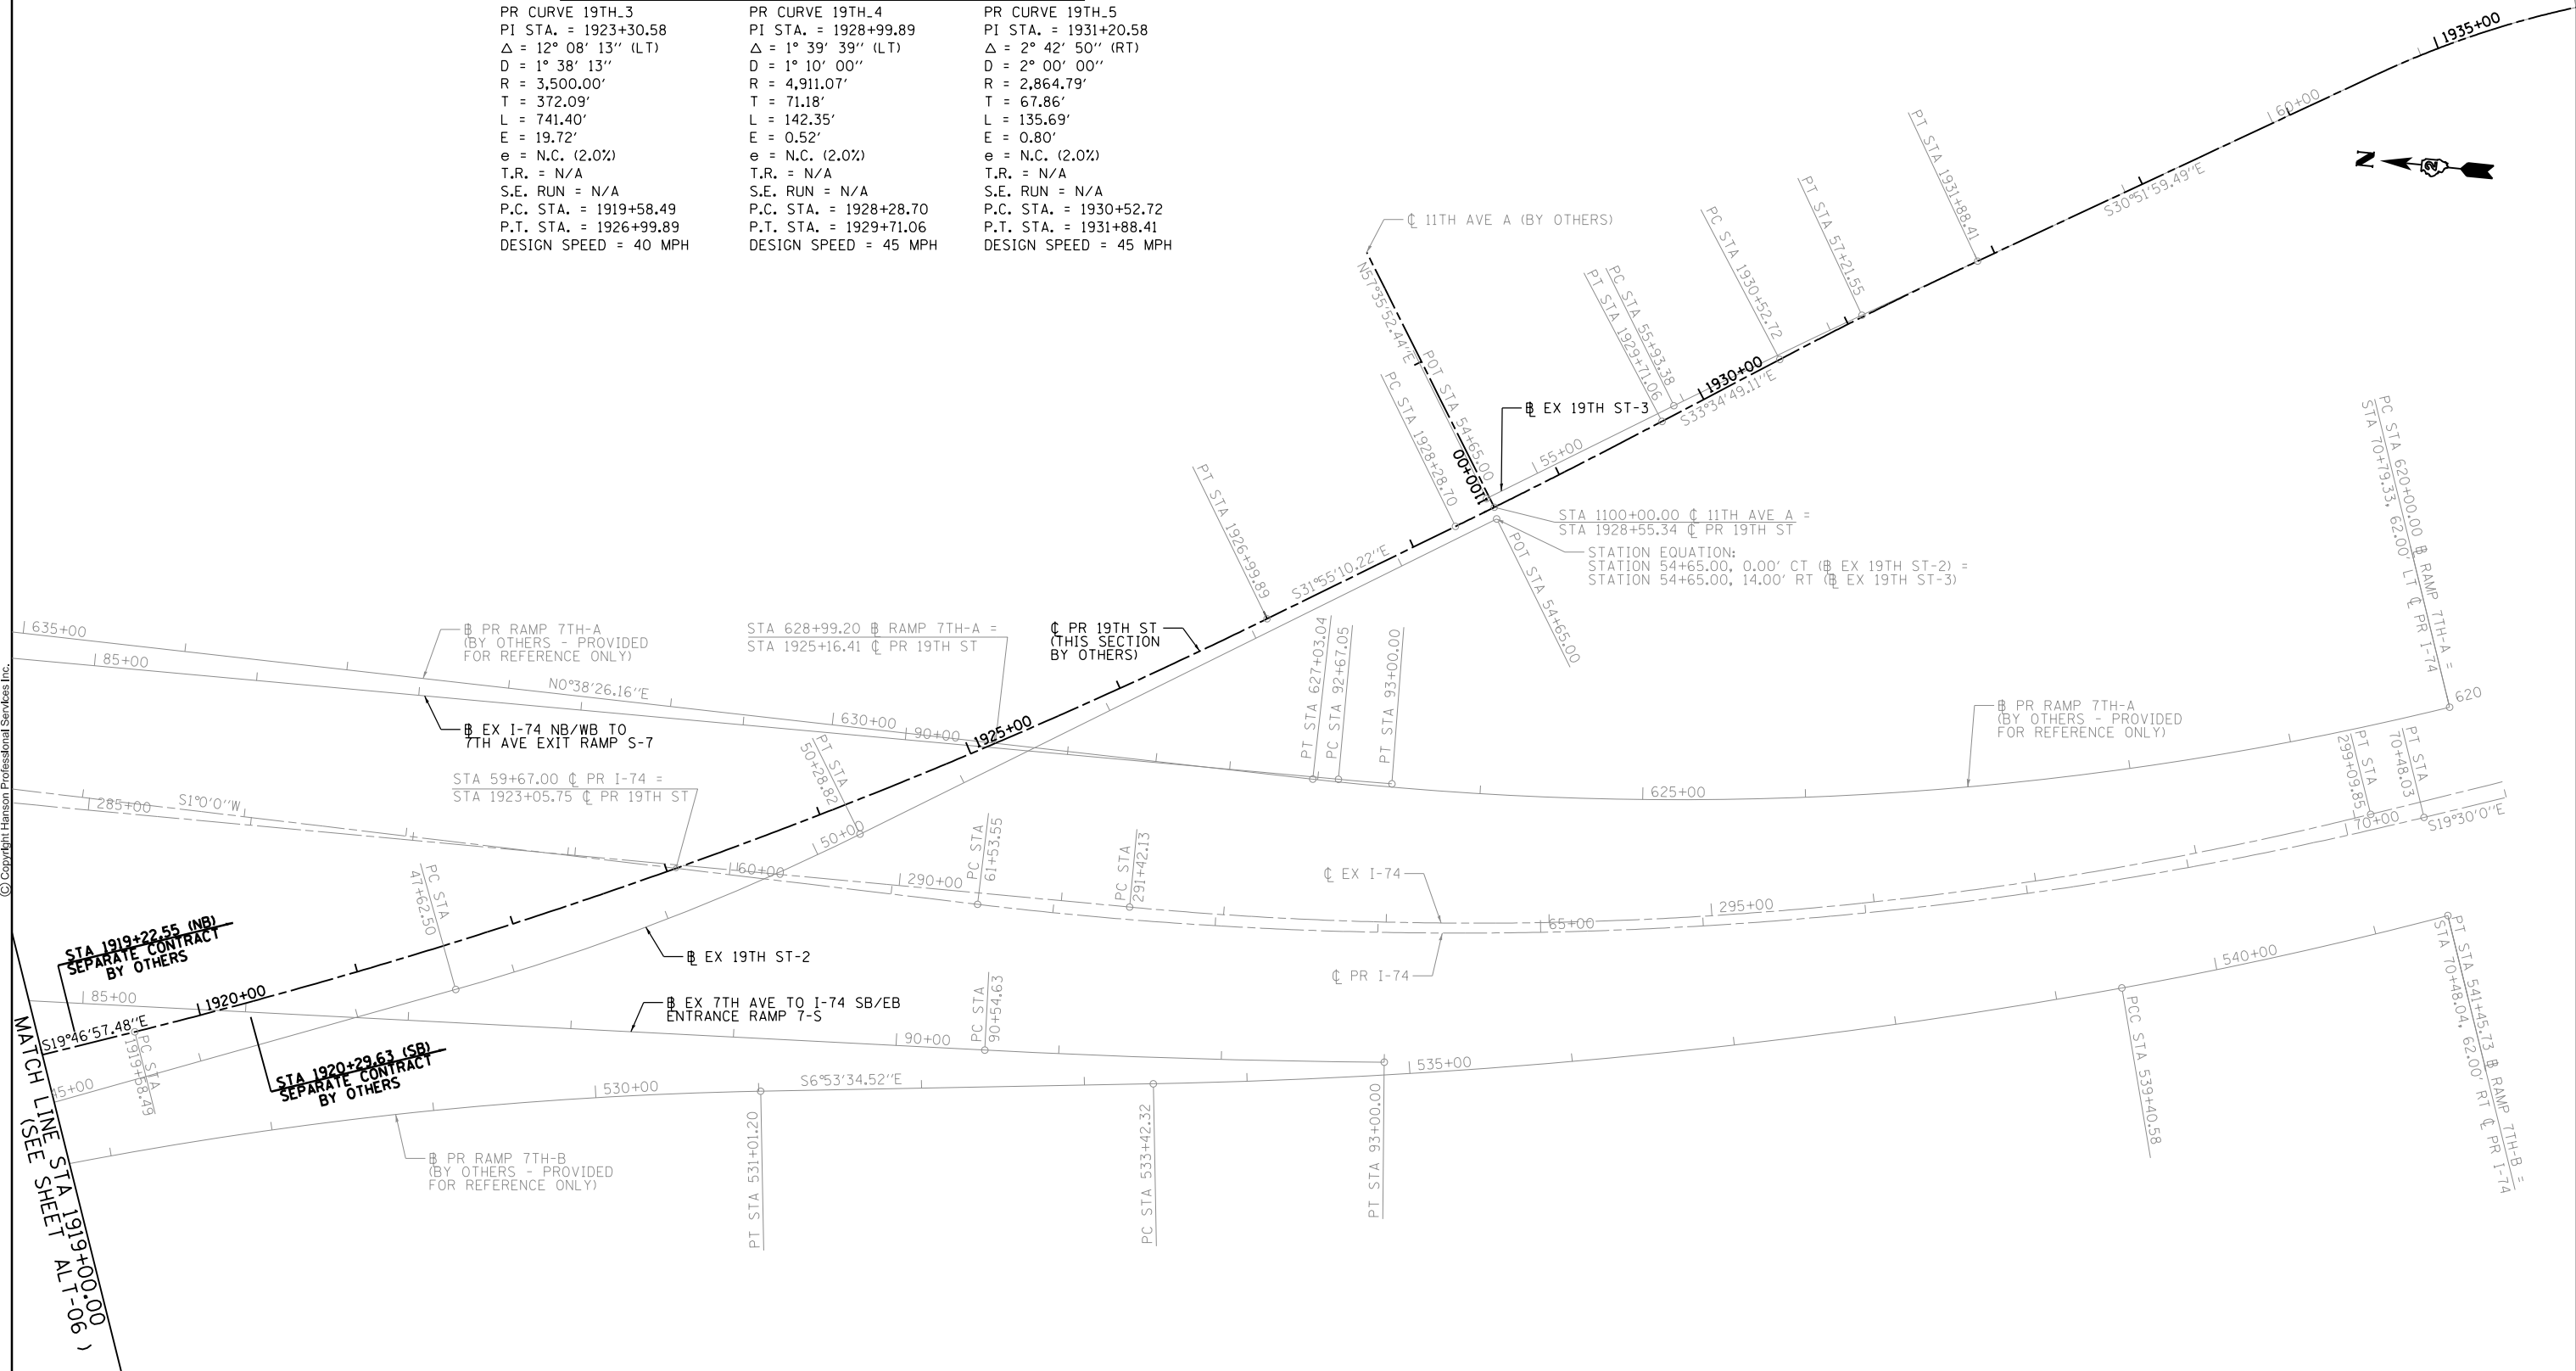 PR CURVE 19TH_3
PI STA. = 1923+30.58
Δ = 12° 08' 13'' (LT)
D = 1° 38' 13''
R = 3,500.00'
T = 372.09'
L = 741.40'
E = 19.72'
e = N.C. (2.0%)
T.R. = N/A
S.E. RUN = N/A
P.C. STA. = 1919+58.49
P.T. STA. = 1926+99.89
DESIGN SPEED = 40 MPH
PR CURVE 19TH_4
PI STA. = 1928+99.89
Δ = 1° 39' 39'' (LT)
D = 1° 10' 00''
R = 4,911.07'
T = 71.18'
L = 142.35'
E = 0.52'
e = N.C. (2.0%)
T.R. = N/A
S.E. RUN = N/A
P.C. STA. = 1928+28.70
P.T. STA. = 1929+71.06
DESIGN SPEED = 45 MPH
PR CURVE 19TH_5
PI STA. = 1931+20.58
Δ = 2° 42' 50'' (RT)
D = 2° 00' 00''
R = 2,864.79'
T = 67.86'
L = 135.69'
E = 0.80'
e = N.C. (2.0%)
T.R. = N/A
S.E. RUN = N/A
P.C. STA. = 1930+52.72
P.T. STA. = 1931+88.41
DESIGN SPEED = 45 MPH
1935+00
60+00
N
2
S30°51'59.49''E
PT STA 1931+88.41
PT STA 57+21.55
PC STA 1930+52.72
℄ 11TH AVE A (BY OTHERS)
N57°35'52.44''E
PC STA 55+93.38
PT STA 1929+71.06
1930+00
S33°34'49.11''E
POT STA 54+65.00
PC STA 1928+28.70
1100+00
B EX 19TH ST-3
55+00
STA 1100+00.00 ℄ 11TH AVE A =
STA 1928+55.34 ℄ PR 19TH ST
STATION EQUATION:
STATION 54+65.00, 0.00' CT (B EX 19TH ST-2) =
STATION 54+65.00, 14.00' RT (B EX 19TH ST-3)
POT STA 54+65.00
PT STA 1926+99.89
S31°55'10.22''E
PC STA 620+00.00 B RAMP 7TH-A =
STA 70+79.33, 62.00' LT ℄ PR I-74
620
635+00
85+00
B PR RAMP 7TH-A
(BY OTHERS - PROVIDED
FOR REFERENCE ONLY)
N0°38'26.16''E
B EX I-74 NB/WB TO
7TH AVE EXIT RAMP S-7
STA 628+99.20 B RAMP 7TH-A =
STA 1925+16.41 ℄ PR 19TH ST
℄ PR 19TH ST
(THIS SECTION
BY OTHERS)
630+00
90+00
1925+00
PT STA 627+03.04
PC STA 92+67.05
PT STA 93+00.00
625+00
B PR RAMP 7TH-A
(BY OTHERS - PROVIDED
FOR REFERENCE ONLY)
PT STA
299+09.85
PT STA
70+48.03
70+00
S19°30'0''E
STA 59+67.00 ℄ PR I-74 =
STA 1923+05.75 ℄ PR 19TH ST
PT STA
50+28.82
S1°0'0''W
285+00
50+00
60+00
290+00
PC STA
61+53.55
PC STA
291+42.13
℄ EX I-74
295+00
65+00
℄ PR I-74
PC STA
47+62.50
B EX 19TH ST-2
STA 1919+22.55 (NB)
SEPARATE CONTRACT
BY OTHERS
1920+00
85+00
S19°46'57.48''E
PC STA
1919+58.49
45+00
STA 1920+29.63 (SB)
SEPARATE CONTRACT
BY OTHERS
B EX 7TH AVE TO I-74 SB/EB
ENTRANCE RAMP 7-S
90+00
PC STA
90+54.63
535+00
540+00
PT STA 541+45.73 B RAMP 7TH-B =
STA 70+48.04, 62.00' RT ℄ PR I-74
PCC STA 539+40.58
530+00
S6°53'34.52''E
PT STA 531+01.20
PC STA 533+42.32
PT STA 93+00.00
B PR RAMP 7TH-B
(BY OTHERS - PROVIDED
FOR REFERENCE ONLY)
MATCH LINE STA 1919+00.00
(SEE SHEET ALT-06 )
(C) Copyright Hanson Professional Services Inc.